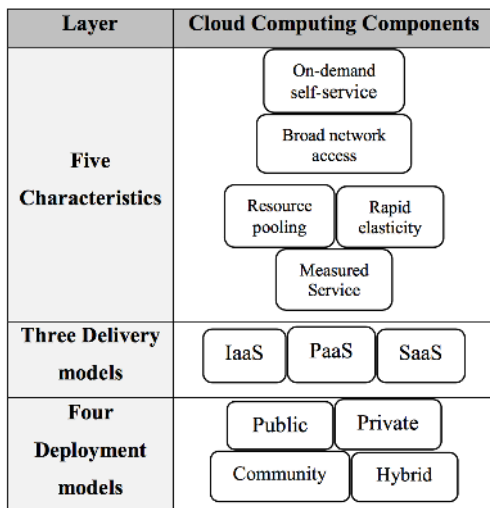 Layer
Cloud Computing Components
Five
Characteristics
On-demand
self-service
Broad network
access
Resource
pooling
Rapid
elasticity
Measured
Service
Three Delivery
models
IaaS
PaaS
SaaS
Four
Deployment
models
Public
Private
Community
Hybrid